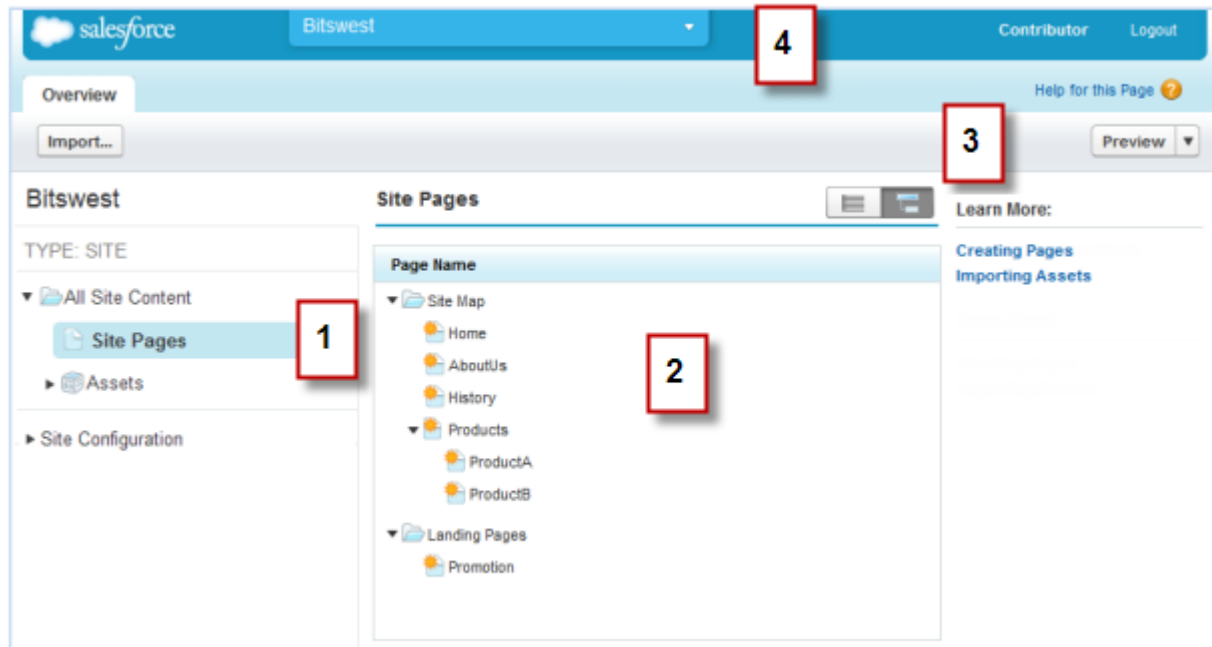 salesforce Bitswest 4 Contributor Logout
Overview Help for this Page ?
Import... 3 Preview
Bitswest
TYPE: SITE
All Site Content
Site Pages 1
Assets
Site Configuration
Site Pages
Page Name
Site Map
Home
AboutUs
2
History
Products
ProductA
ProductB
Landing Pages
Promotion
Learn More:
Creating Pages
Importing Assets